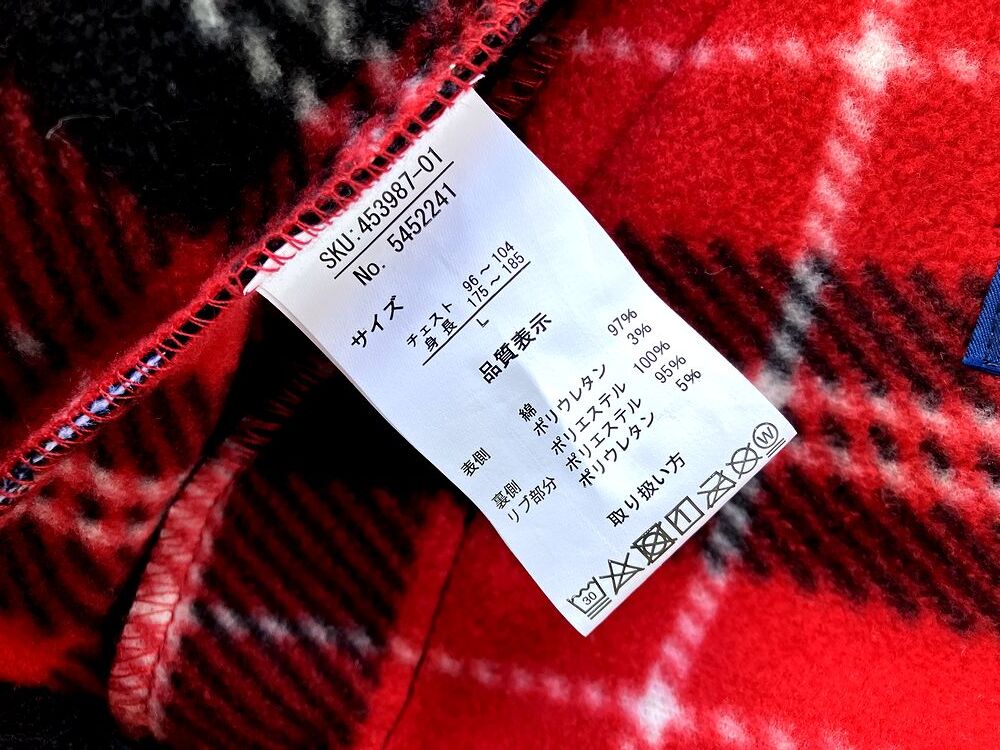 SKU: 453987-01
No. 5452241
サイズ
チェスト 96～104
身長 175～185
L
品質表示
表側 綿 97%
ポリウレタン 3%
裏側 ポリエステル 100%
リブ部分 ポリエステル 95%
ポリウレタン 5%
取り扱い方
30
W